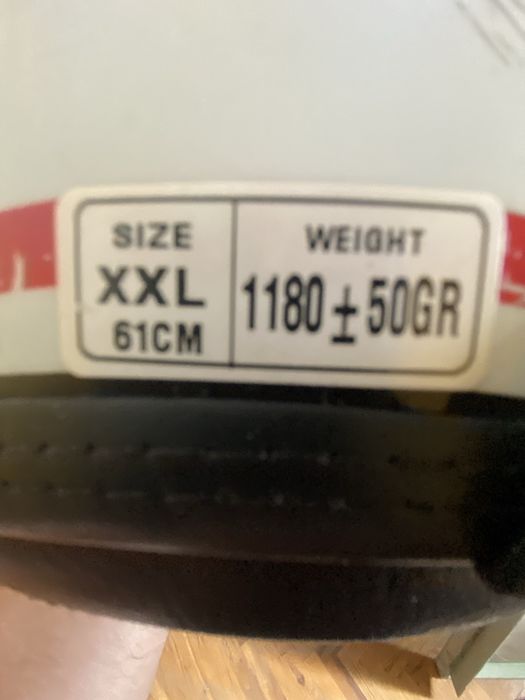 SIZE
XXL
61CM
WEIGHT
1180±50GR